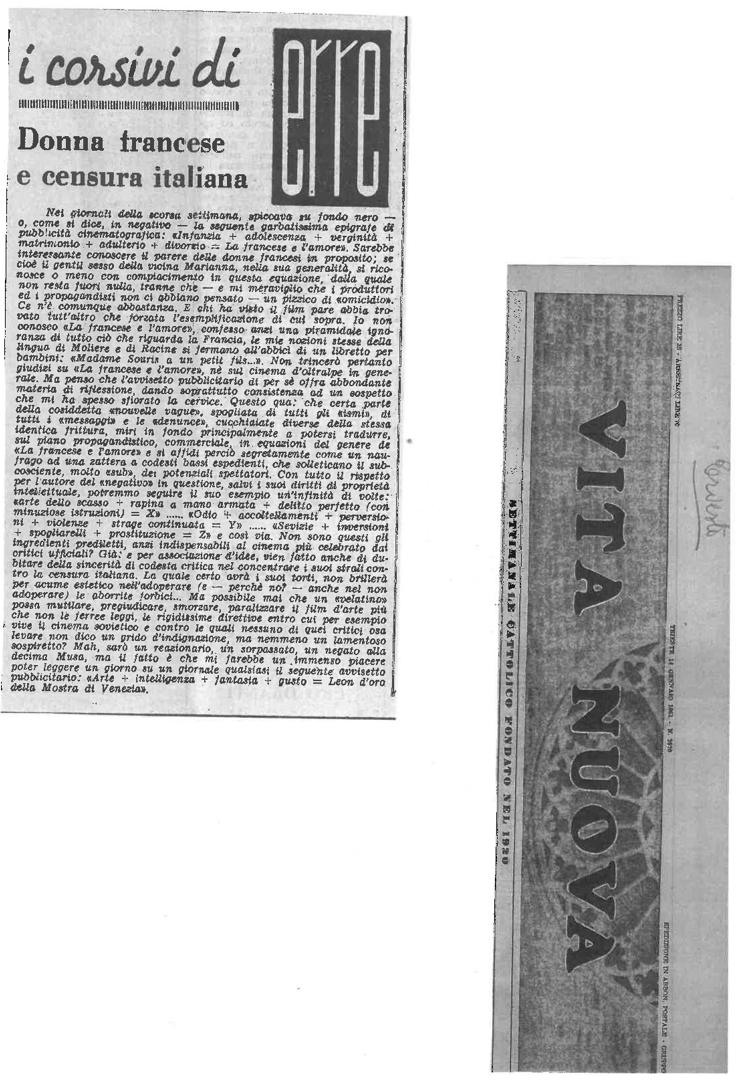 i corsivi di
erre
Donna francese
e censura italiana
Nei giornali della scorsa settimana, spiccava su fondo nero —
o, come si dice, in negativo — la seguente garbatissima epigrafe di
pubblicità cinematografica: «Infanzia + adolescenza + verginità +
matrimonio + adulterio + divorzio = La francese e l'amore». Sarebbe
interessante conoscere il parere delle donne francesi in proposito; se
cioè il gentil sesso della vicina Marianna, nella sua generalità, si rico-
nosce o meno con compiacimento in questa equazione, dalla quale
non resta fuori nulla, tranne che — e mi meraviglio che i produttori
ed i propagandisti non ci abbiano pensato — un pizzico di «omicidio».
Ce n'è comunque abbastanza. E chi ha visto il film pare abbia tro-
vato tutt'altro che forzata l'esemplificazione di cui sopra. Io non
conosco «La francese e l'amore», confesso anzi una piramidale igno-
ranza di tutto ciò che riguarda la Francia, le mie nozioni stesse della
lingua di Moliere e di Racine si fermano all'abbicì di un libretto per
bambini: «Madame Souris a un petit fils...». Non trincerò pertanto
giudizi su «La francese e l'amore», nè sul cinema d'oltralpe in gene-
rale. Ma penso che l'avvisetto pubblicitario di per sè offra abbondante
materia di riflessione, dando soprattutto consistenza ad un sospetto
che mi ha spesso sfiorato la cervice. Questo qua: che certa parte
della cosiddetta «nouvelle vague», spogliata di tutti gli «ismi», di
tutti i «messaggi» e le «denunce», cucchiaiate diverse della stessa
identica frittura, miri in fondo principalmente a potersi tradurre,
sul piano propagandistico, commerciale, in equazioni del genere de
«La francese e l'amore» e si affidi perciò segretamente come un nau-
frago ad una zattera a codesti bassi espedienti, che solleticano il sub-
cosciente, molto «sub», dei potenziali spettatori. Con tutto il rispetto
per l'autore del «negativo» in questione, salvi i suoi diritti di proprietà
intellettuale, potremmo seguire il suo esempio un'infinità di volte:
«arte dello scasso + rapina a mano armata + delitto perfetto (con
minuziose istruzioni) = X» ..... «Odio + accoltellamenti + perversio-
ni + violenze + strage continuata = Y» ..... «Sevizie + inversioni
+ spogliarelli + prostituzione = Z» e così via. Non sono questi gli
ingredienti prediletti, anzi indispensabili al cinema più celebrato dai
critici ufficiali? Già: e per associazione d'idee, vien fatto anche di du-
bitare della sincerità di codesta critica nel concentrare i suoi strali con-
tro la censura italiana. La quale certo avrà i suoi torti, non brillerà
per acume estetico nell'adoperare (e — perchè no? — anche nel non
adoperare) le aborrite forbici... Ma possibile mai che un «velatino»
possa mutilare, pregiudicare, smorzare, paralizzare il film d'arte più
che non le ferree leggi, le rigidissime direttive entro cui per esempio
vive il cinema sovietico e contro le quali nessuno di quei critici osa
levare non dico un grido d'indignazione, ma nemmeno un lamentoso
sospiretto? Mah, sarò un reazionario, un sorpassato, un negato alla
decima Musa, ma il fatto è che mi farebbe un immenso piacere
poter leggere un giorno su un giornale qualsiasi il seguente avvisetto
pubblicitario: «Arte + intelligenza + fantasia + gusto = Leon d'oro
della Mostra di Venezia».
PREZZO LIRE 25 -
TRIESTE 14 GENNAIO 1961 - N.
SPEDIZIONE IN ABBON. POSTALE - GRUPPO
VITA NUOVA
SETTIMANALE CATTOLICO FONDATO NEL 1920